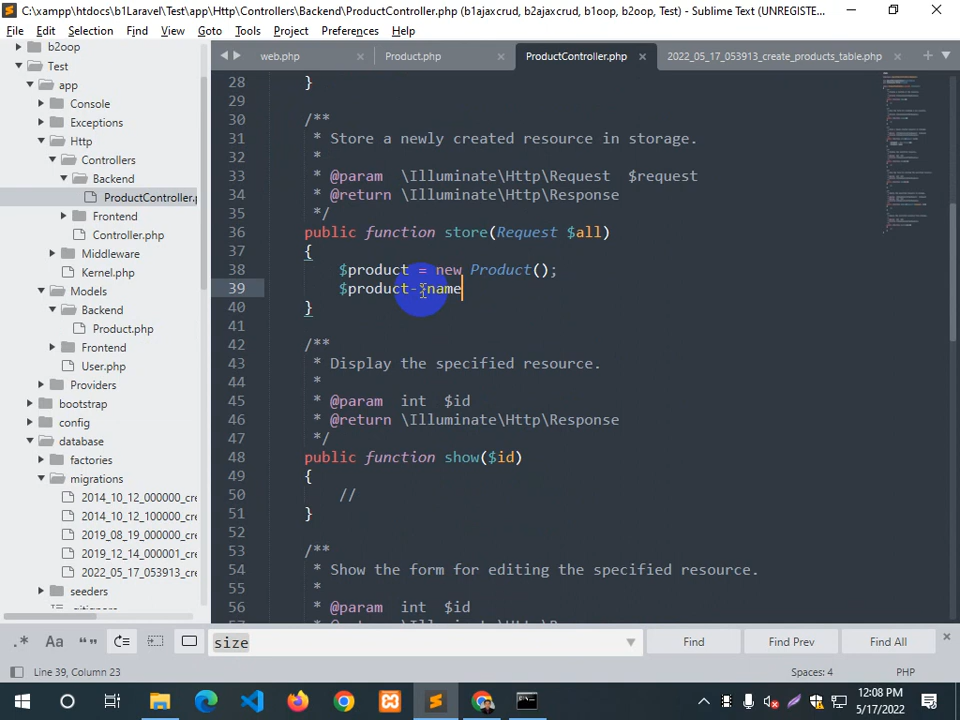 C:\xampp\htdocs\b1Laravel\Test\app\Http\Controllers\Backend\ProductController.php (b1ajaxcrud, b2ajaxcrud, b1oop, b2oop, Test) - Sublime Text (UNREGISTE...
File Edit Selection Find View Goto Tools Project Preferences Help
b2oop
Test
app
Console
Exceptions
Http
Controllers
Backend
ProductController.p
Frontend
Controller.php
Middleware
Kernel.php
Models
Backend
Product.php
Frontend
User.php
Providers
bootstrap
config
database
factories
migrations
2014_10_12_000000_cre
2014_10_12_100000_cre
2019_08_19_000000_cre
2019_12_14_000001_cre
2022_05_17_053913_cre
seeders
.gitignore
web.php Product.php ProductController.php 2022_05_17_053913_create_products_table.php
28 }
29
30 /**
31 * Store a newly created resource in storage.
32 *
33 * @param \Illuminate\Http\Request $request
34 * @return \Illuminate\Http\Response
35 */
36 public function store(Request $all)
37 {
38 $product = new Product();
39 $product->name
40 }
41
42 /**
43 * Display the specified resource.
44 *
45 * @param int $id
46 * @return \Illuminate\Http\Response
47 */
48 public function show($id)
49 {
50 //
51 }
52
53 /**
54 * Show the form for editing the specified resource.
55 *
56 * @param int $id
.* Aa “” size Find Find Prev Find All
Line 39, Column 23 Spaces: 4 PHP
12:08 PM
5/17/2022